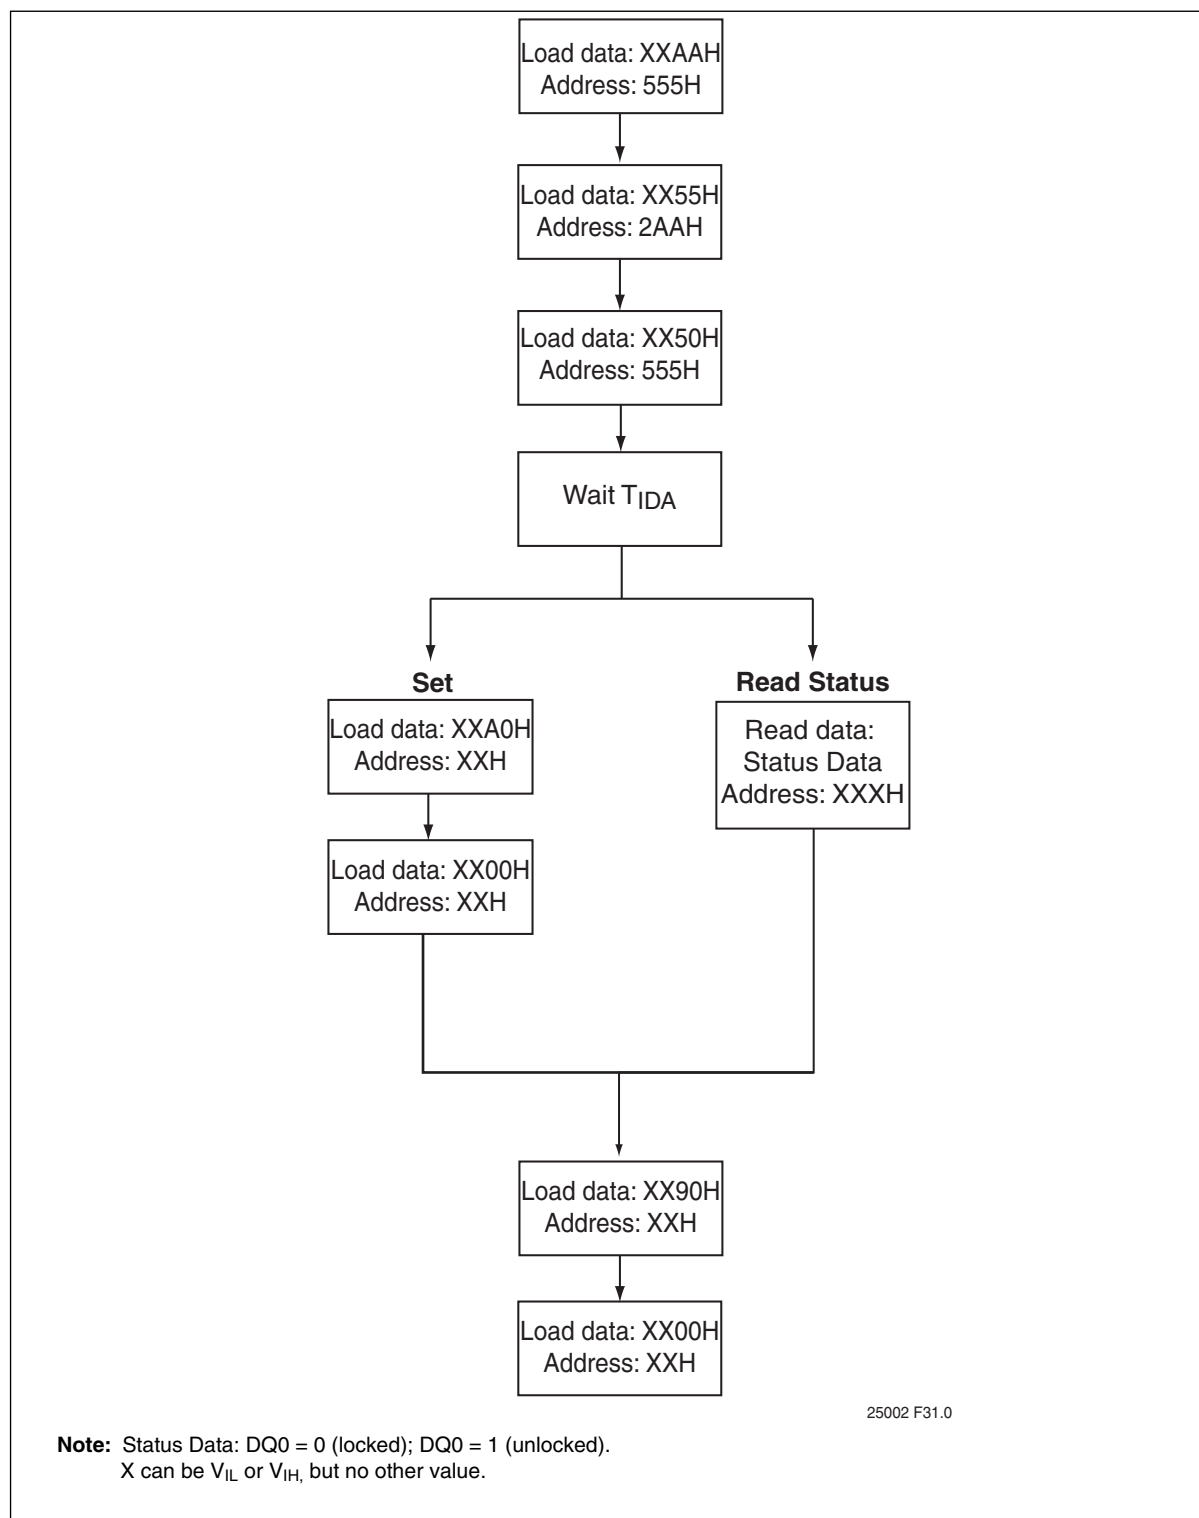 Load data: XXAAH
Address: 555H
Load data: XX55H
Address: 2AAH
Load data: XX50H
Address: 555H
Wait TIDA
Set
Load data: XXA0H
Address: XXH
Load data: XX00H
Address: XXH
Read Status
Read data:
Status Data
Address: XXXH
Load data: XX90H
Address: XXH
Load data: XX00H
Address: XXH
25002 F31.0
Note: Status Data: DQ0 = 0 (locked); DQ0 = 1 (unlocked).
X can be VIL or VIH, but no other value.